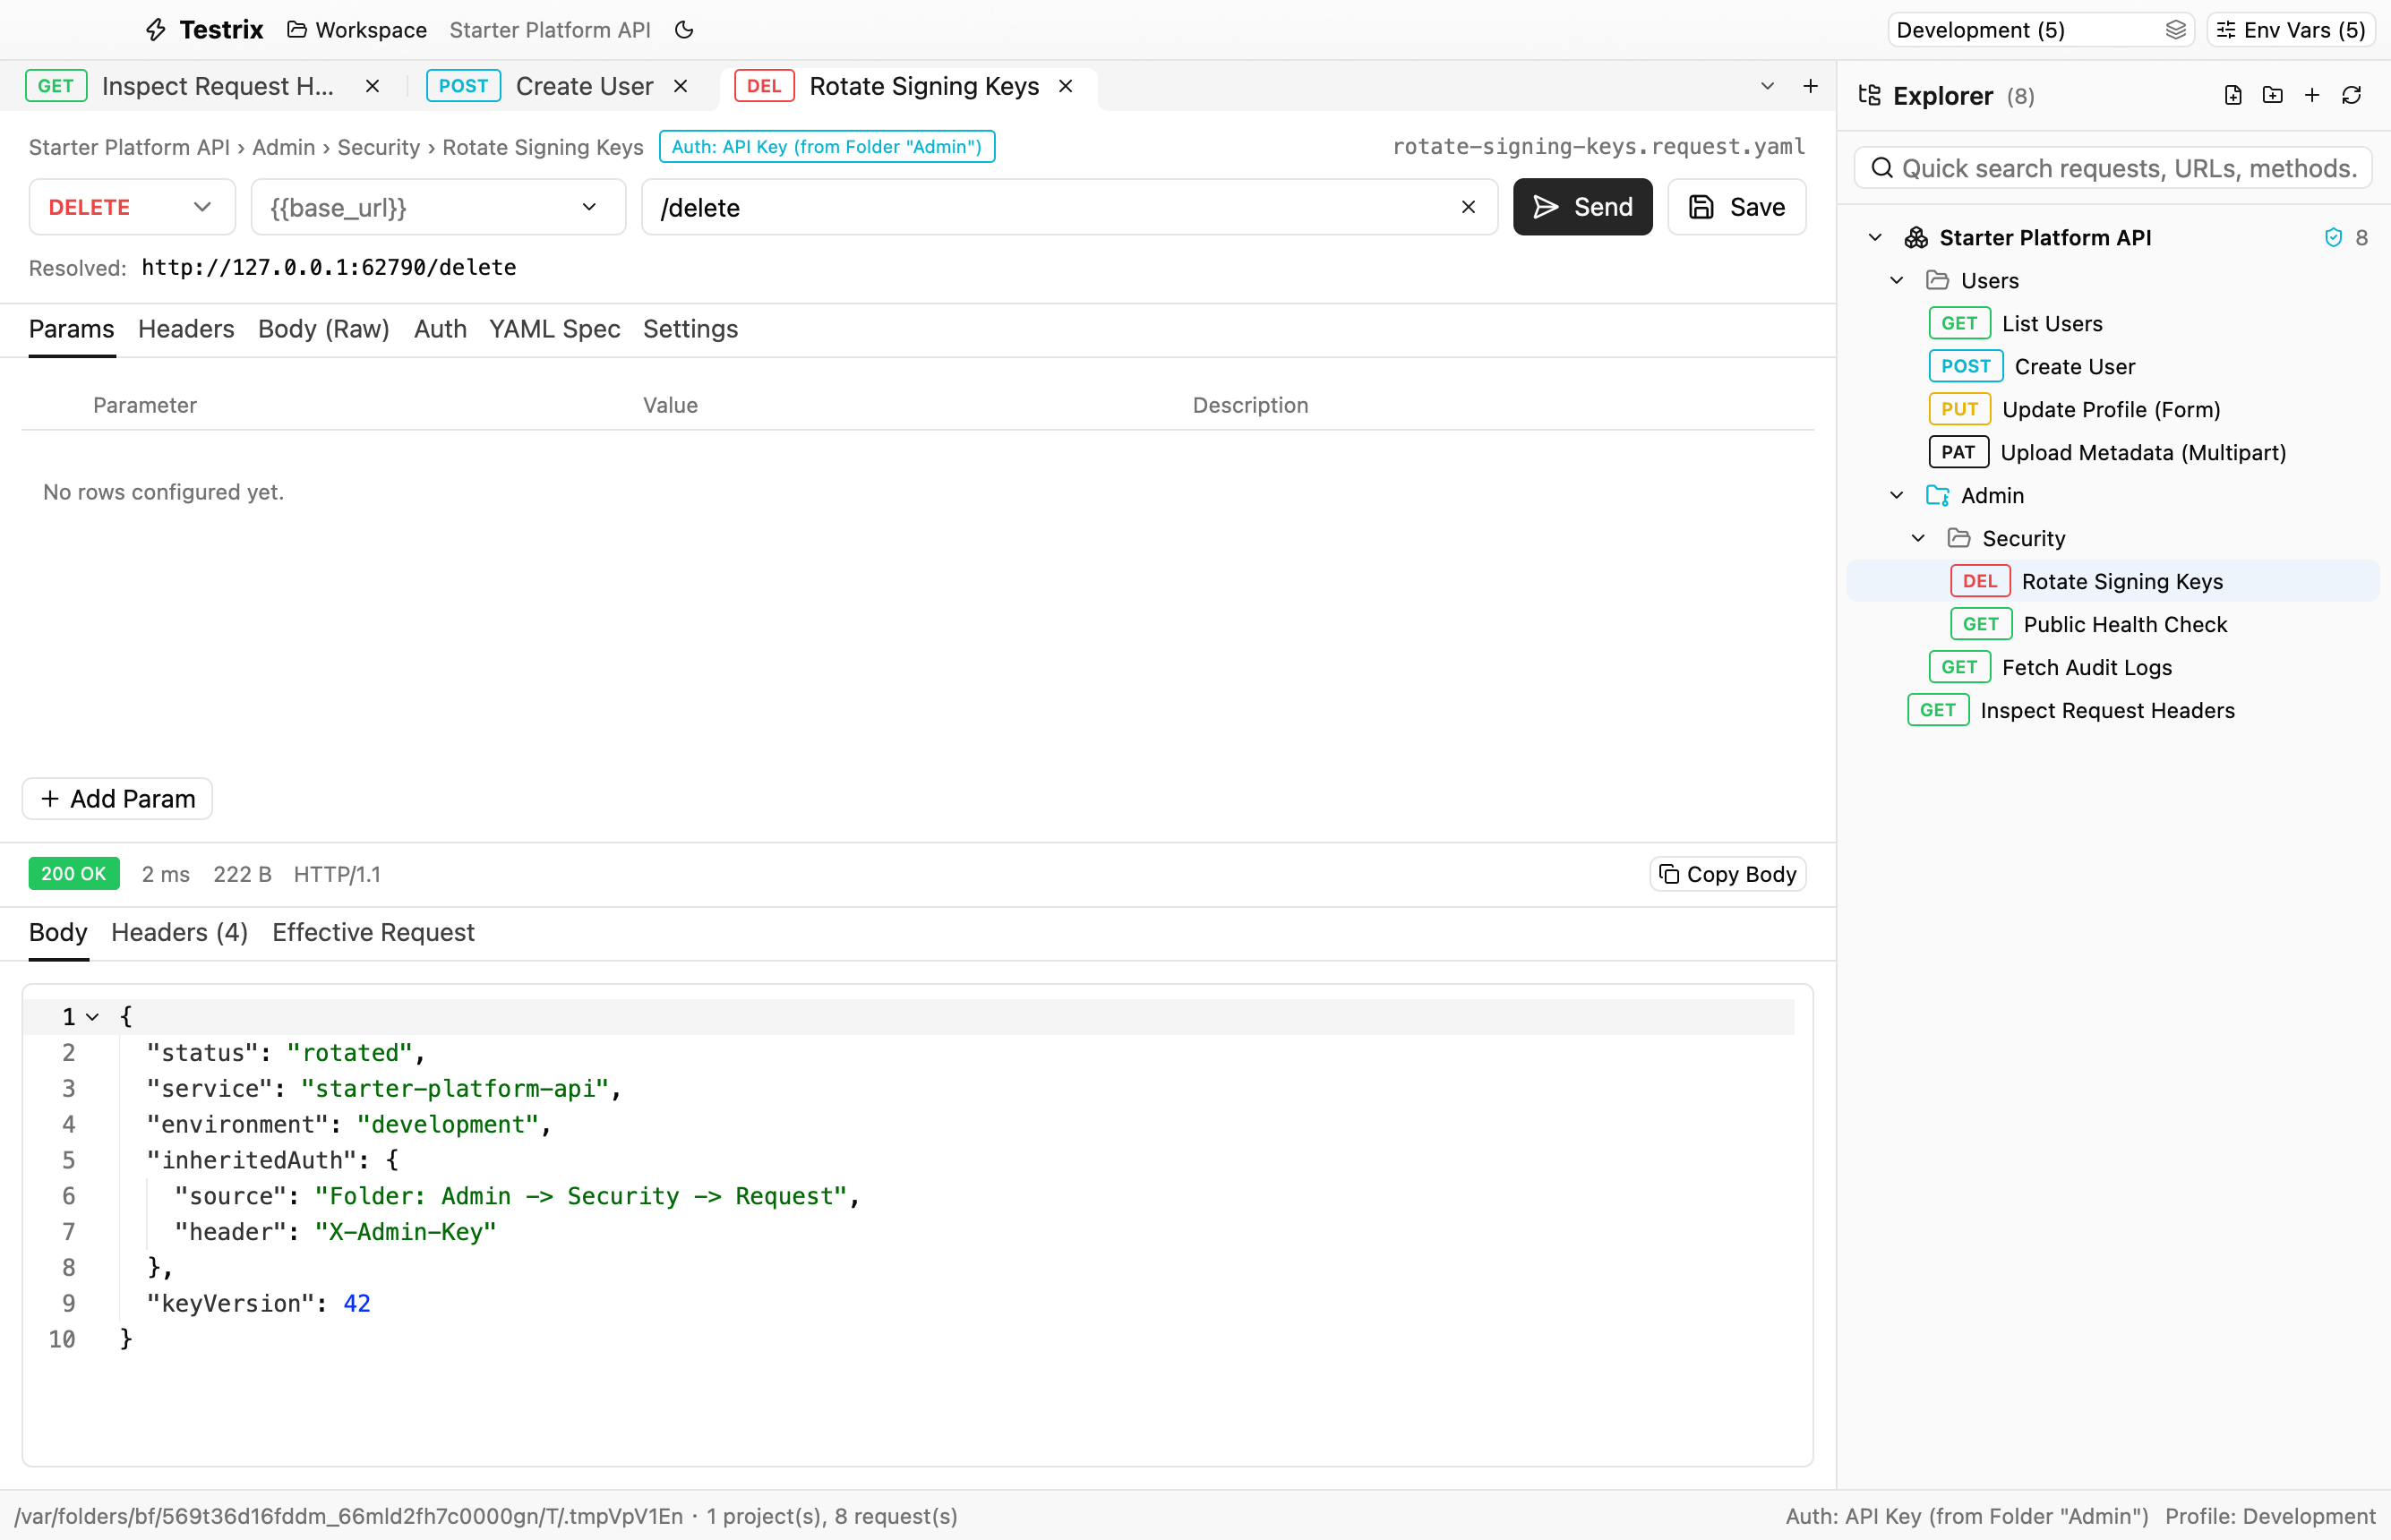 Testrix Workspace Starter Platform API Development (5) Env Vars (5)
GET Inspect Request H... POST Create User DEL Rotate Signing Keys
Starter Platform API › Admin › Security › Rotate Signing Keys Auth: API Key (from Folder "Admin") rotate-signing-keys.request.yaml
DELETE {{base_url}} /delete Send Save
Resolved: http://127.0.0.1:62790/delete
Params Headers Body (Raw) Auth YAML Spec Settings
Parameter Value Description
No rows configured yet.
Add Param
200 OK 2 ms 222 B HTTP/1.1 Copy Body
Body Headers (4) Effective Request
1 {
2 "status": "rotated",
3 "service": "starter-platform-api",
4 "environment": "development",
5 "inheritedAuth": {
6 "source": "Folder: Admin -> Security -> Request",
7 "header": "X-Admin-Key"
8 },
9 "keyVersion": 42
10 }
Explorer (8)
Quick search requests, URLs, methods.
Starter Platform API 8
Users
GET List Users
POST Create User
PUT Update Profile (Form)
PAT Upload Metadata (Multipart)
Admin
Security
DEL Rotate Signing Keys
GET Public Health Check
GET Fetch Audit Logs
GET Inspect Request Headers
/var/folders/bf/569t36d16fddm_66mld2fh7c0000gn/T/.tmpVpV1En · 1 project(s), 8 request(s) Auth: API Key (from Folder "Admin") Profile: Development